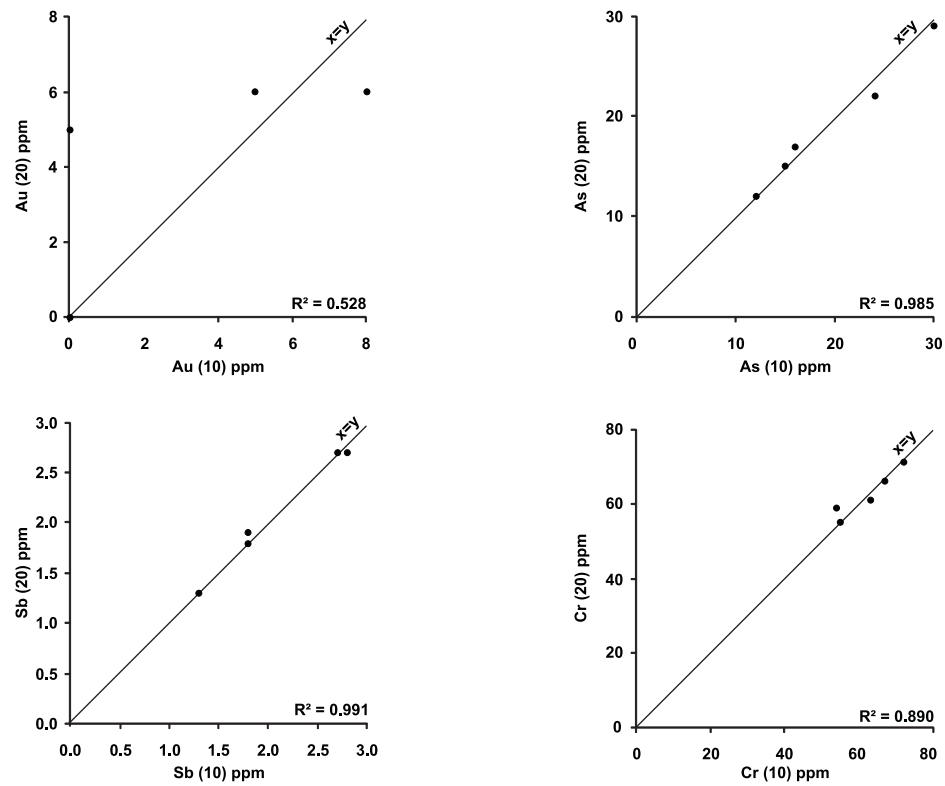 8
6
4
2
0
Au (20) ppm
x=y
R² = 0.528
0
2
4
6
8
Au (10) ppm
30
20
10
0
As (20) ppm
x=y
R² = 0.985
0
10
20
30
As (10) ppm
3.0
2.5
2.0
1.5
1.0
0.5
0.0
Sb (20) ppm
x=y
R² = 0.991
0.0
0.5
1.0
1.5
2.0
2.5
3.0
Sb (10) ppm
80
60
40
20
0
Cr (20) ppm
x=y
R² = 0.890
0
20
40
60
80
Cr (10) ppm